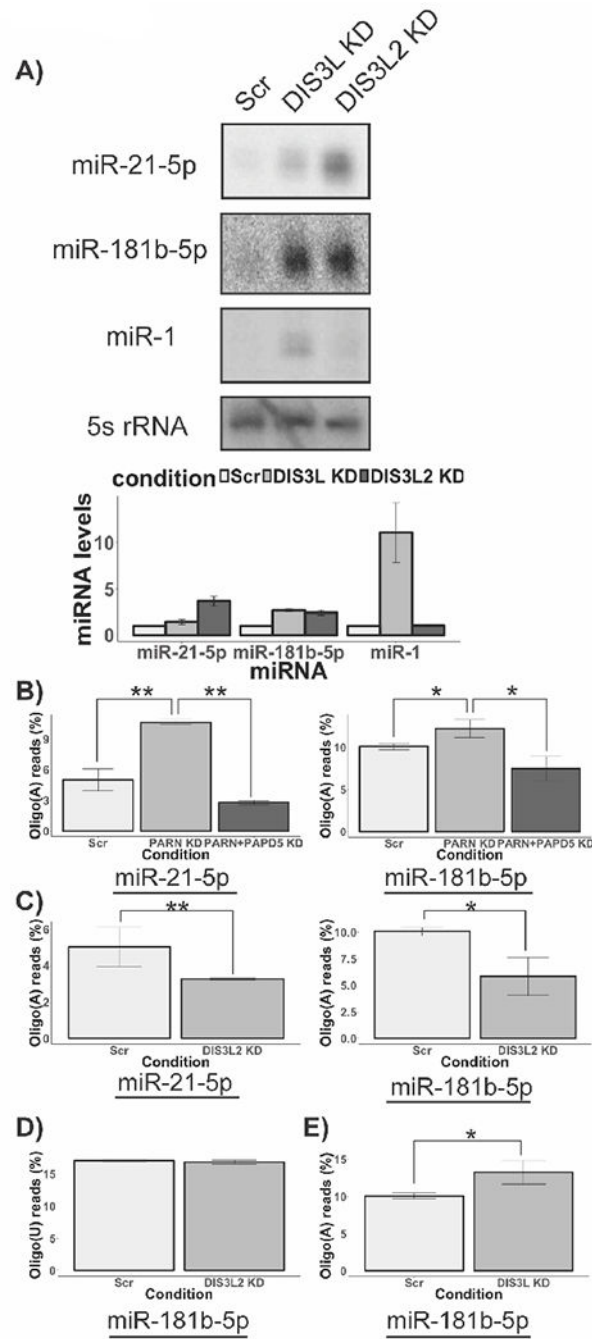 A)
Scr DIS3L KD DIS3L2 KD
miR-21-5p
miR-181b-5p
miR-1
5s rRNA
condition Scr DIS3L KD DIS3L2 KD
miRNA levels
10
5
0
miR-21-5p miR-181b-5p miR-1
miRNA
B)
** **
Oligo(A) reads (%)
9
6
3
0
Scr PARN KD PARN+PAPD5 KD
Condition
miR-21-5p
* *
Oligo(A) reads (%)
10
5
0
Scr PARN KD PARN+PAPD5 KD
Condition
miR-181b-5p
C)
**
Oligo(A) reads (%)
6
4
2
0
Scr DIS3L2 KD
Condition
miR-21-5p
*
Oligo(A) reads (%)
10.0
7.5
5.0
2.5
0.0
Scr DIS3L2 KD
Condition
miR-181b-5p
D)
Oligo(U) reads (%)
15
10
5
0
Scr DIS3L2 KD
Condition
miR-181b-5p
E)
*
Oligo(A) reads (%)
15
10
5
0
Scr DIS3L KD
Condition
miR-181b-5p